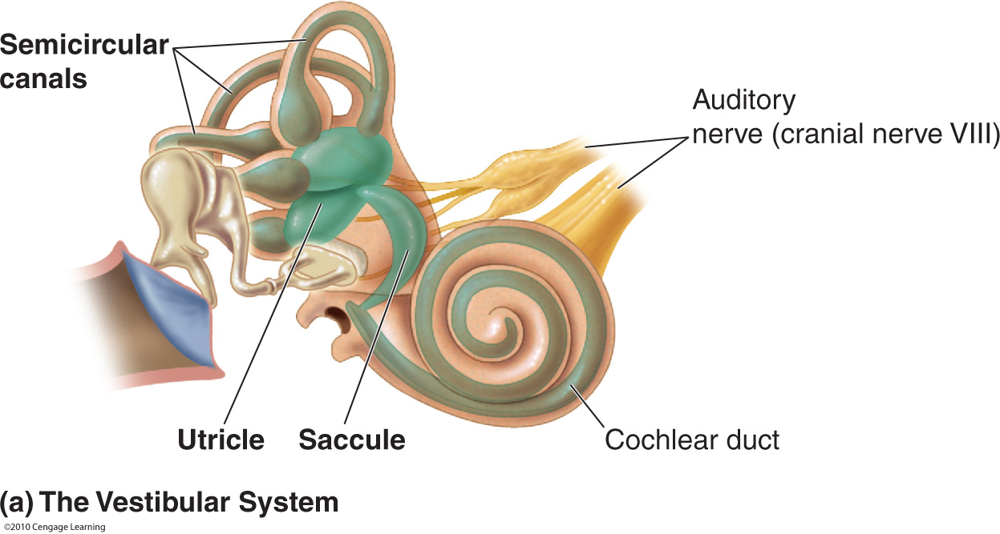 Semicircular
canals
Auditory
nerve (cranial nerve VIII)
Utricle
Saccule
Cochlear duct
(a) The Vestibular System
©2010 Cengage Learning